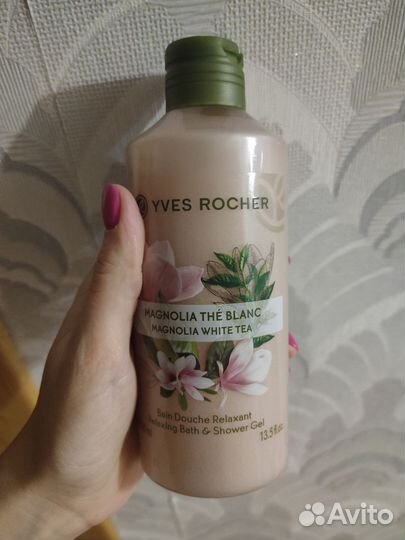 YVES ROCHER
MAGNOLIA THÉ BLANC
MAGNOLIA WHITE TEA
Bain Douche Relaxant
Relaxing Bath & Shower Gel
13.5 fl.oz.
Avito